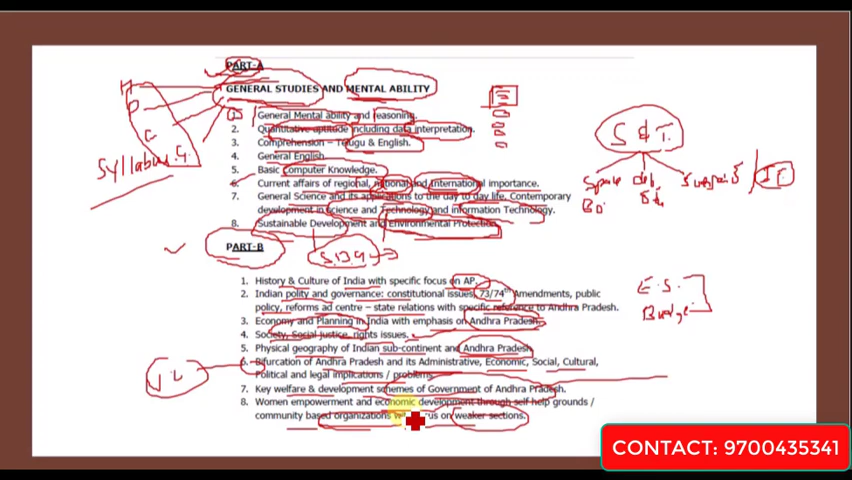 PART-A
GENERAL STUDIES AND MENTAL ABILITY
1. General Mental ability and reasoning.
2. Quantitative aptitude including data interpretation.
3. Comprehension – Telugu & English.
4. General English.
5. Basic Computer Knowledge.
6. Current affairs of regional, national and International importance.
7. General Science and its applications to the day to day life, Contemporary
development in science and Technology and information Technology.
8. Sustainable Development and Environmental Protection.
Syllabus
S & T.
I T
PART-B
1. History & Culture of India with specific focus on AP.
2. Indian polity and governance: constitutional issues, 73/74th Amendments, public
policy, reforms ad centre – state relations with specific reference to Andhra Pradesh.
3. Economy and Planning in India with emphasis on Andhra Pradesh.
4. Society, Social justice, rights issues.
5. Physical geography of Indian sub-continent and Andhra Pradesh
6. Bifurcation of Andhra Pradesh and its Administrative, Economic, Social, Cultural,
Political and legal implications / problems.
7. Key welfare & development schemes of Government of Andhra Pradesh.
8. Women empowerment and economic development through self help grounds /
community based organizations on weaker sections.
E.S.
CONTACT: 9700435341